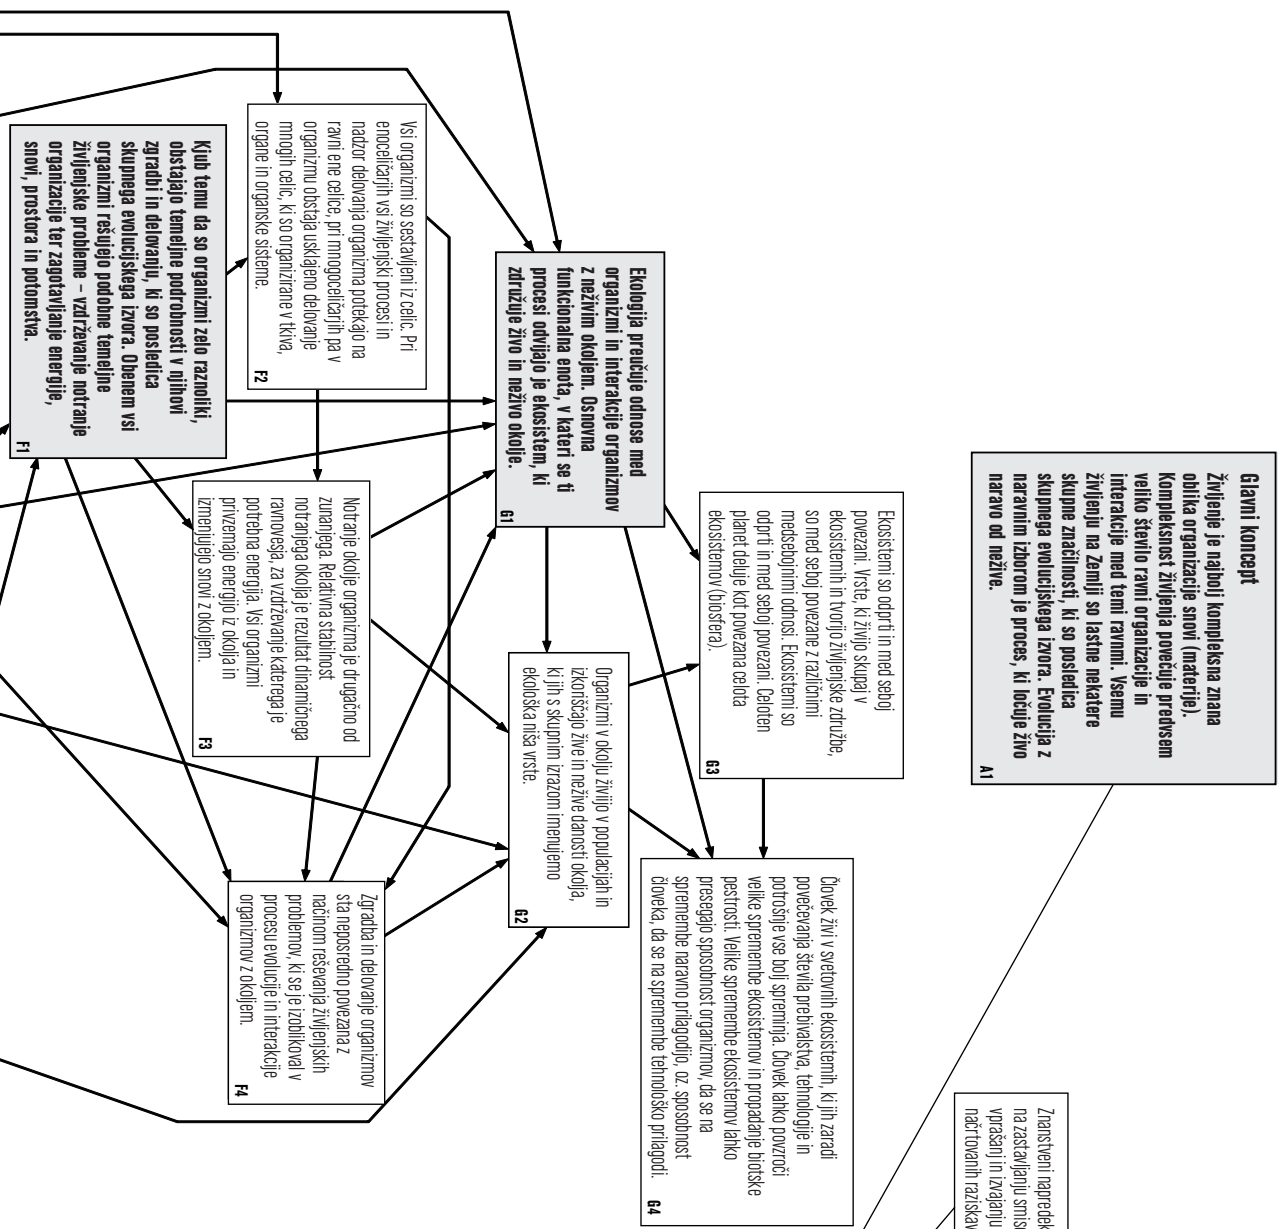 Glavni koncept
Življenje je najbolj kompleksna znana
oblika organizacije snovi (materije).
Kompleksnost življenja povečuje predvsem
veliko število ravni organizacije in
interakcije med temi ravnmi. Vsemu
življenju na Zemlji so lastne nekatere
skupne značilnosti, ki so posledica
skupnega evolucijskega izvora. Evolucija z
naravnim izborom je proces, ki ločuje živo
naravo od nežive.
A1
Znanstveni napredek
na zastavljanju smis
vprašanj in izvajanju
načrtovanih raziskav
Ekosistemi so odprti in med seboj
povezani. Vrste, ki živijo skupaj v
ekosistemih in tvorijo življenjske združbe,
so med seboj povezane z različnimi
medsebojnimi odnosi. Ekosistemi so
odprti in med seboj povezani. Celoten
planet deluje kot povezana celota
ekosistemov (biosfera).
G3
Človek živi v svetovnih ekosistemih, ki jih zaradi
povečevanja števila prebivalstva, tehnologije in
potrošnje vse bolj spreminja. Človek lahko povzroči
velike spremembe ekosistemov in propadanje biotske
pestrosti. Velike spremembe ekosistemov lahko
presegajo sposobnost organizmov, da se na
spremembe naravno prilagodijo, oz. sposobnost
človeka, da se na spremembe tehnološko prilagodi.
G4
Ekologija preučuje odnose med
organizmi in interakcije organizmov
z neživim okoljem. Osnovna
funkcionalna enota, v kateri se ti
procesi odvijajo je ekosistem, ki
združuje živo in neživo okolje.
G1
Organizmi v okolju živijo v populacijah in
izkoriščajo žive in nežive danosti okolja,
ki jih s skupnim izrazom imenujemo
ekološka niša vrste.
G2
Vsi organizmi so sestavljeni iz celic. Pri
enoceličarjih vsi življenjski procesi in
nadzor delovanja organizma potekajo na
ravni ene celice, pri mnogoceličarjih pa v
organizmu obstaja usklajeno delovanje
mnogih celic, ki so organizirane v tkiva,
organe in organske sisteme.
F2
Notranje okolje organizma je drugačno od
zunanjega. Relativna stabilnost
notranjega okolja je rezultat dinamičnega
ravnovesja, za vzdrževanje katerega je
potrebna energija. Vsi organizmi
privzemajo energijo iz okolja in
izmenjujejo snovi z okoljem.
F3
Zgradba in delovanje organizmov
sta neposredno povezana z
načinom reševanja življenjskih
problemov, ki se je izoblikoval v
procesu evolucije in interakcije
organizmov z okoljem.
F4
Kjub temu da so organizmi zelo raznoliki,
obstajajo temeljne podrobnosti v njihovi
zgradbi in delovanju, ki so posledica
skupnega evolucijskega izvora. Obenem vsi
organizmi rešujejo podobne temeljne
življenjske probleme – vzdrževanje notranje
organizacije ter zagotavljanje energije,
snovi, prostora in potomstva.
F1